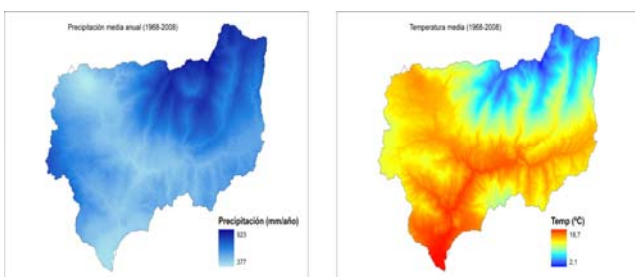 Precipitación media anual (1968-2008)
Precipitación (mm/año)
923
377
Temperatura media (1968-2008)
Temp (ºC)
18,7
2,1